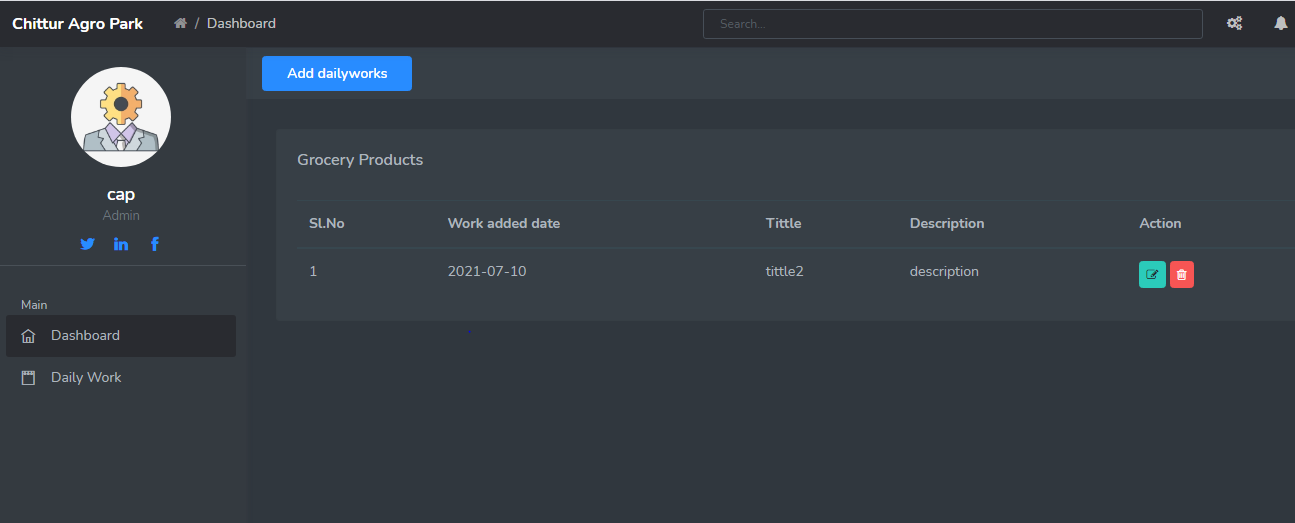 Chittur Agro Park / Dashboard Search...
Add dailyworks
cap
Admin
Main
Dashboard
Daily Work
Grocery Products
Sl.No Work added date Tittle Description Action
1 2021-07-10 tittle2 description